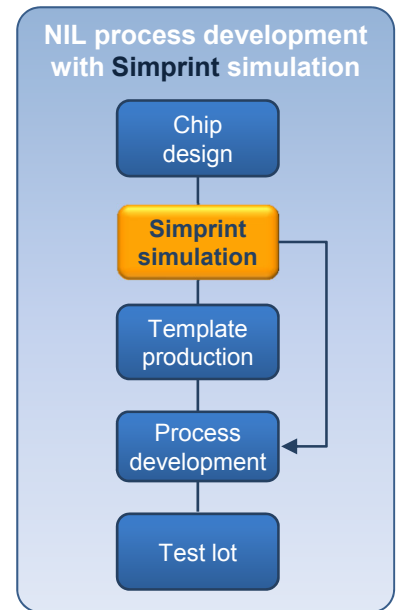 NIL process development
with Simprint simulation
Chip
design
Simprint
simulation
Template
production
Process
development
Test lot